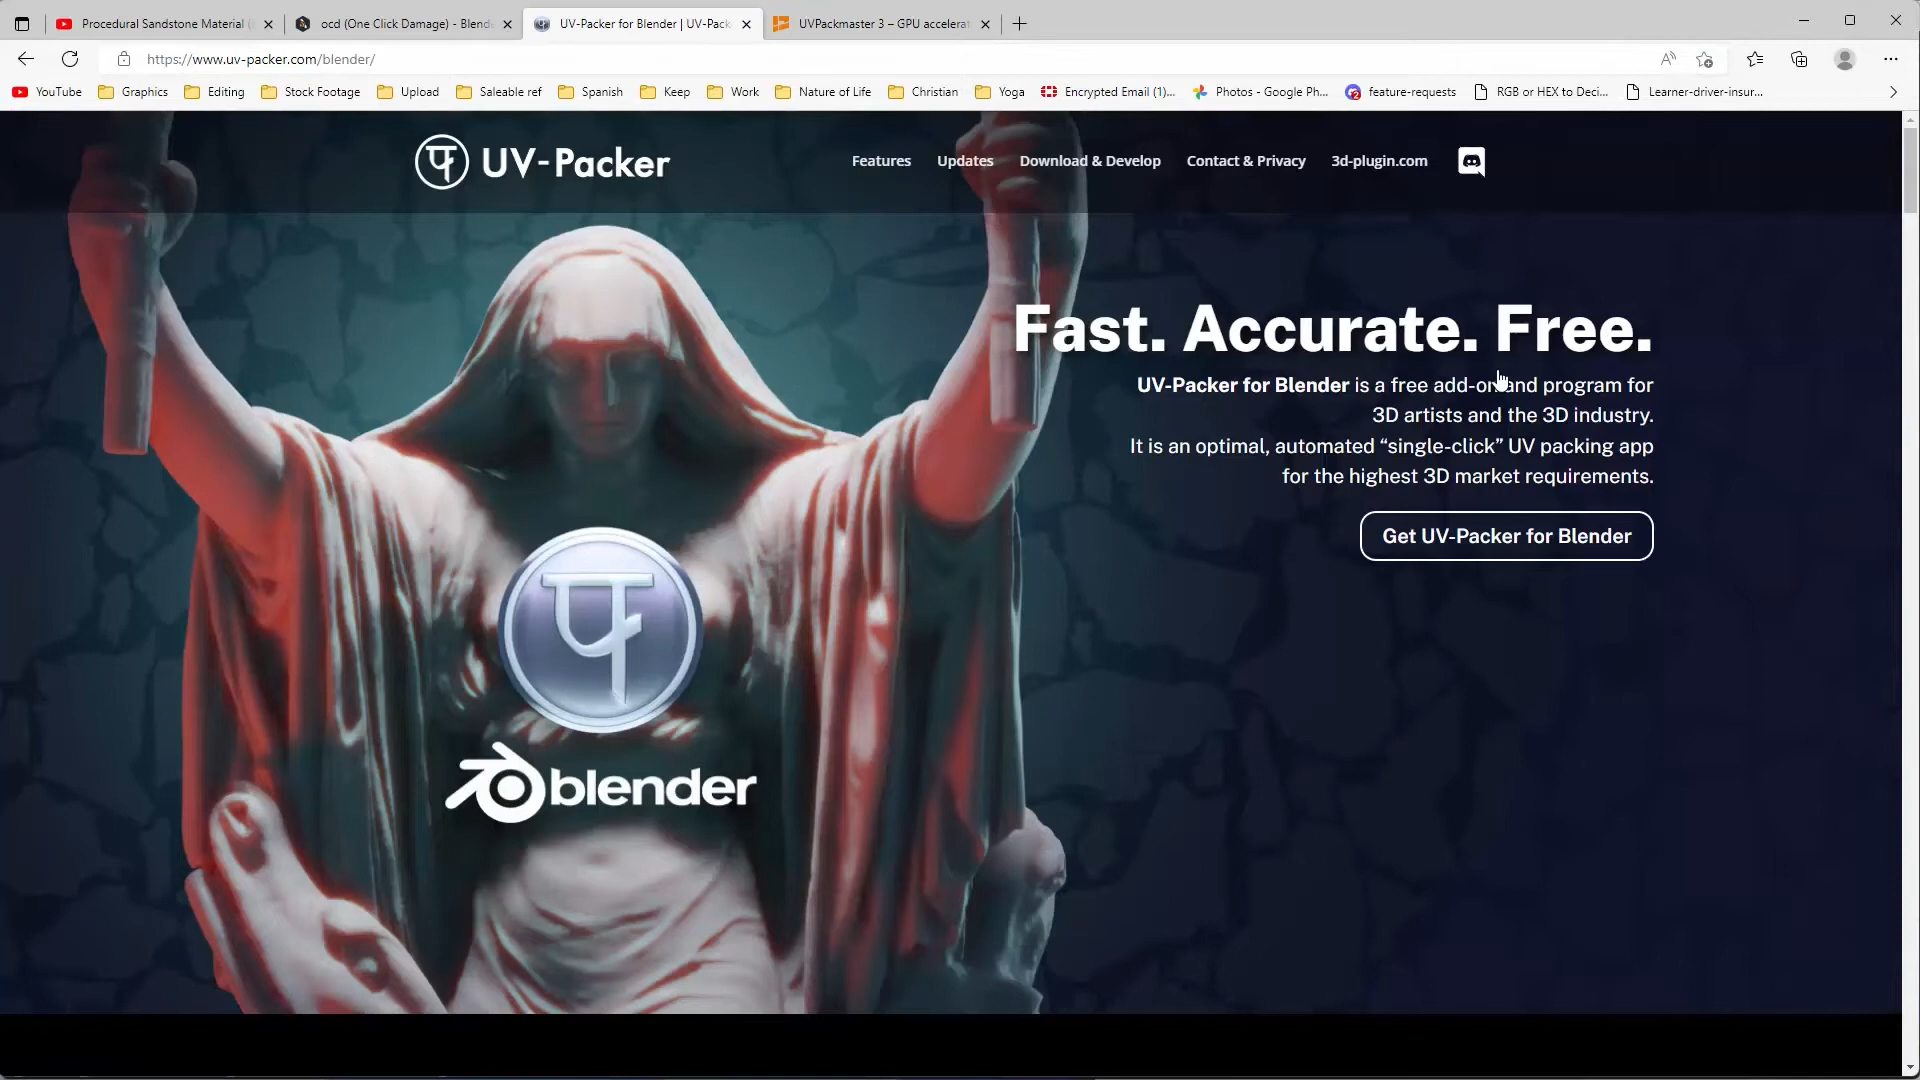 Procedural Sandstone Material (
ocd (One Click Damage) - Blend
UV-Packer for Blender | UV-Pack
UVPackmaster 3 – GPU accelerat
https://www.uv-packer.com/blender/
YouTube
Graphics
Editing
Stock Footage
Upload
Saleable ref
Spanish
Keep
Work
Nature of Life
Christian
Yoga
Encrypted Email (1)...
Photos - Google Ph...
feature-requests
RGB or HEX to Deci...
Learner-driver-insur...
प UV-Packer
Features
Updates
Download & Develop
Contact & Privacy
3d-plugin.com
Fast. Accurate. Free.
UV-Packer for Blender is a free add-on and program for
3D artists and the 3D industry.
It is an optimal, automated “single-click” UV packing app
for the highest 3D market requirements.
Get UV-Packer for Blender
blender